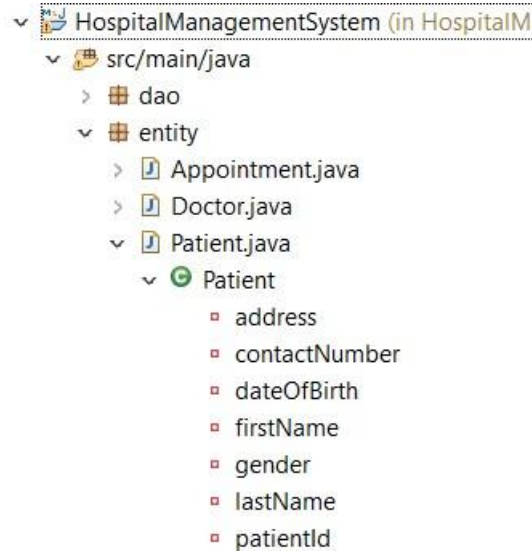 HospitalManagementSystem (in HospitalM
src/main/java
dao
entity
Appointment.java
Doctor.java
Patient.java
Patient
address
contactNumber
dateOfBirth
firstName
gender
lastName
patientId